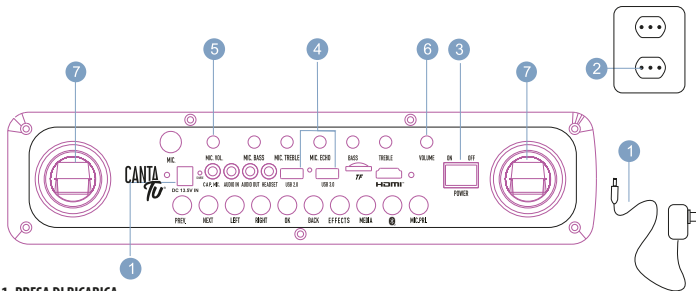 5
4
6
3
7
7
2
MIC.
MIC. VOL.
MIC. BASS
MIC. TREBLE
MIC. ECHO
BASS
TREBLE
VOLUME
ON
OFF
1
CANTA
Tu
DC 13.5V IN
CAP. MIC.
AUDIO IN
AUDIO OUT
HEADSET
USB 2.0
USB 3.0
TF
HDMI
POWER
PREV.
NEXT
LEFT
RIGHT
OK
BACK
EFFECTS
MEDIA
MIC.PRI.
1
1. PRESA DI RICARICA